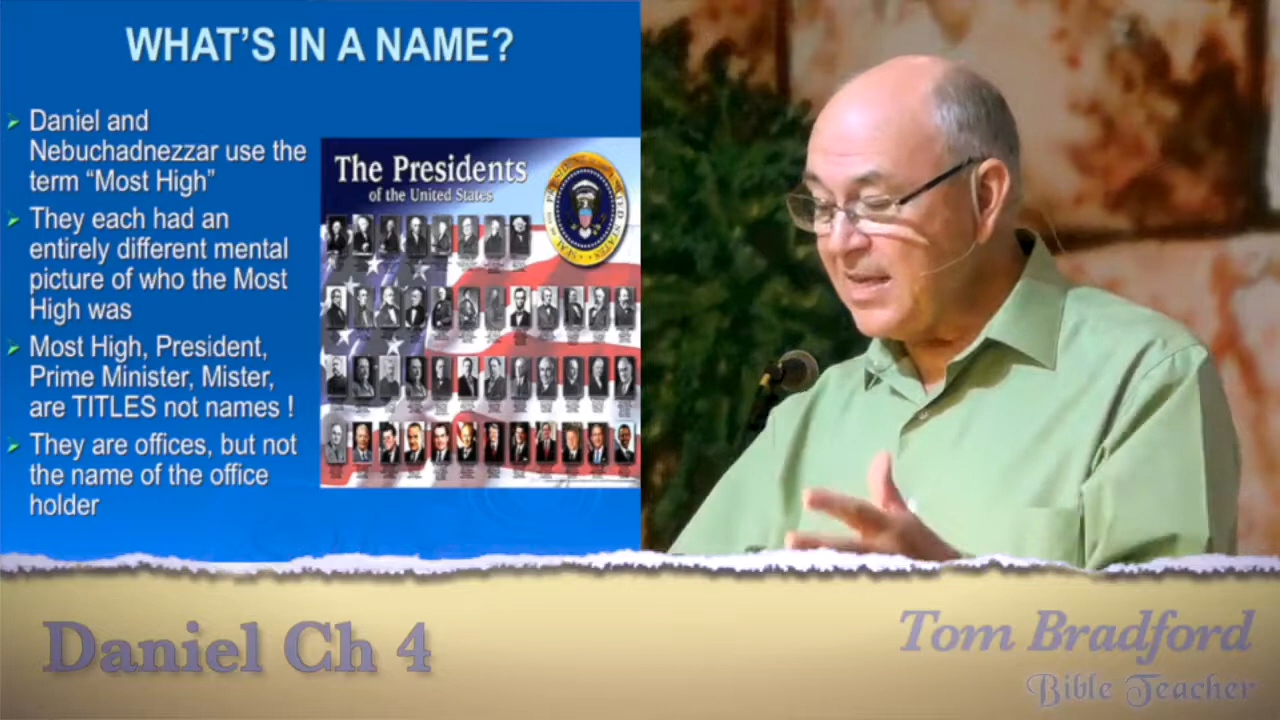 WHAT'S IN A NAME?
➢ Daniel and
Nebuchadnezzar use the
term “Most High”
➢ They each had an
entirely different mental
picture of who the Most
High was
➢ Most High, President,
Prime Minister, Mister,
are TITLES not names !
➢ They are offices, but not
the name of the office
holder
The Presidents
of the United States
Daniel Ch 4
Tom Bradford
Bible Teacher